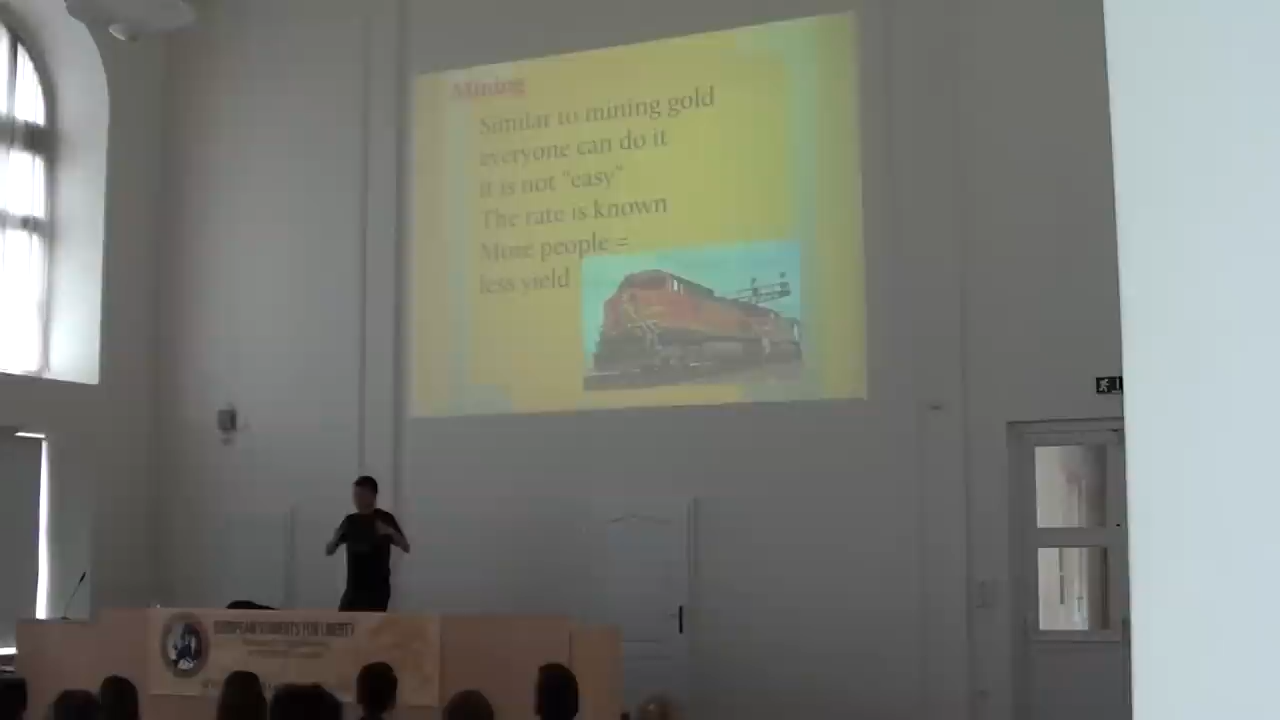 Mining
Similar to mining gold
everyone can do it
it is not "easy"
The rate is known
More people =
less yield
EUROPEAN STUDENTS FOR LIBERTY